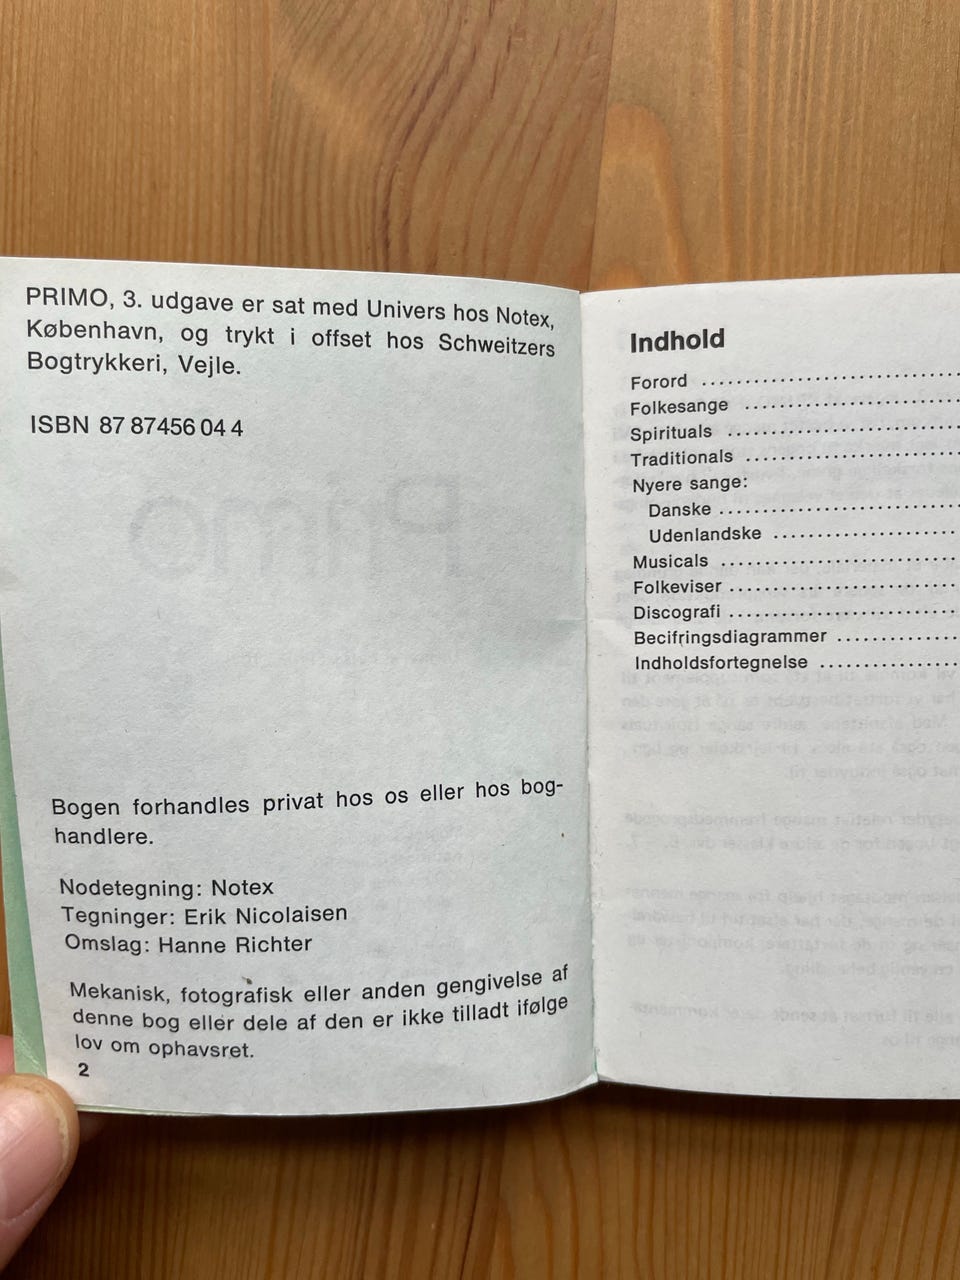 PRIMO, 3. udgave er sat med Univers hos Notex,
København, og trykt i offset hos Schweitzers
Bogtrykkeri, Vejle.
ISBN 87 87456 04 4
Bogen forhandles privat hos os eller hos bog-
handlere.
Nodetegning: Notex
Tegninger: Erik Nicolaisen
Omslag: Hanne Richter
Mekanisk, fotografisk eller anden gengivelse af
denne bog eller dele af den er ikke tilladt ifølge
lov om ophavsret.
2
Indhold
Forord ..............................
Folkesange ..........................
Spirituals ...........................
Traditionals .........................
Nyere sange:
Danske ............................
Udenlandske .....................
Musicals ...........................
Folkeviser ..........................
Discografi ..........................
Becifringsdiagrammer .............
Indholdsfortegnelse ...............